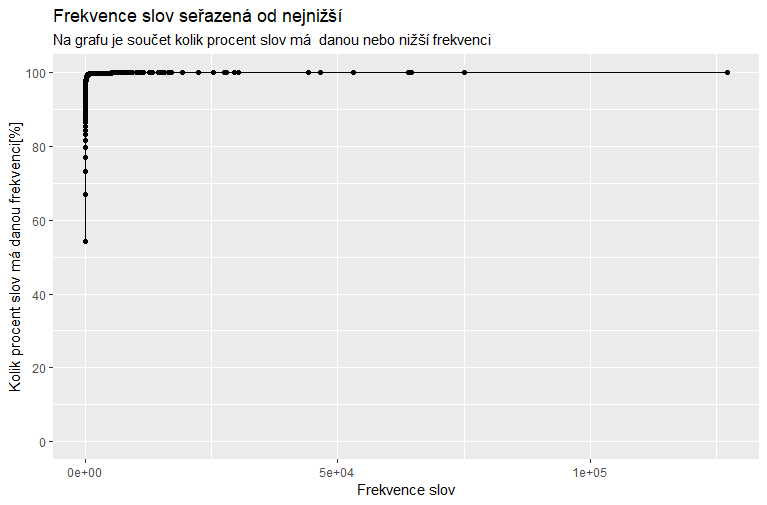 Frekvence slov seřazená od nejnižší
Na grafu je součet kolik procent slov má  danou nebo nižší frekvenci
Kolik procent slov má danou frekvenci[%]
100
80
60
40
20
0
0e+00
5e+04
1e+05
Frekvence slov